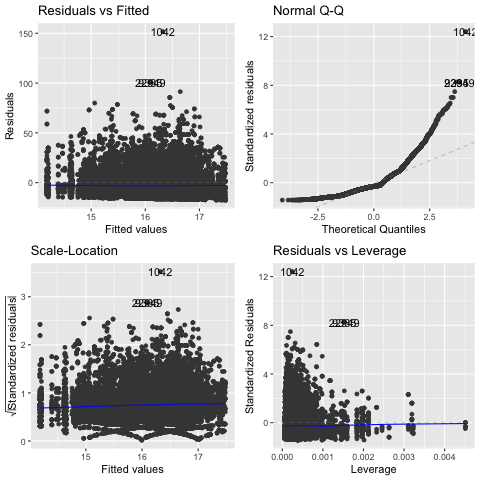 Residuals vs Fitted
Normal Q-Q
1042
1042
150
100
50
0
Residuals
15
16
17
Fitted values
12
8
4
0
Standardized residuals
-2.5
0.0
2.5
Theoretical Quantiles
Scale-Location
Residuals vs Leverage
1042
1042
3
2
1
0
√|Standardized residuals|
15
16
17
Fitted values
12
8
4
0
Standardized Residuals
0.000
0.001
0.002
0.003
0.004
Leverage